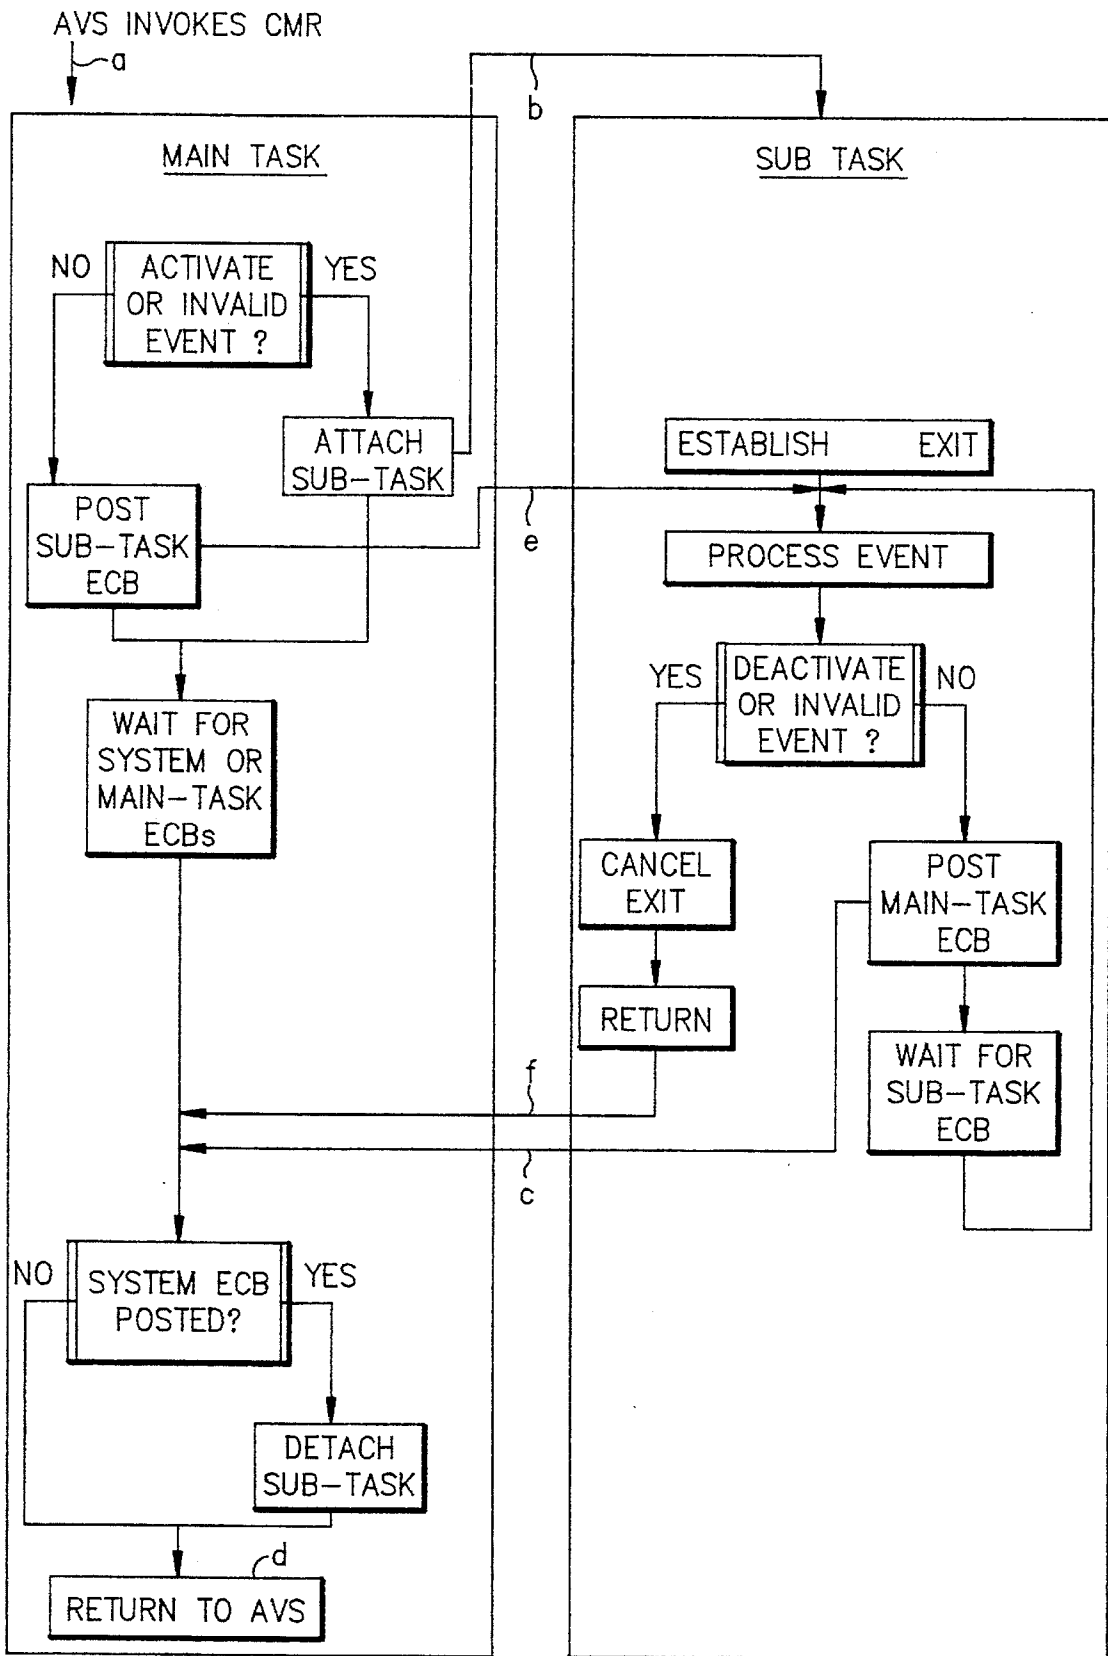 AVS INVOKES CMR
a
b
MAIN TASK
SUB TASK
NO
ACTIVATE
OR INVALID
EVENT ?
YES
ATTACH
SUB-TASK
POST
SUB-TASK
ECB
e
ESTABLISH EXIT
PROCESS EVENT
YES
DEACTIVATE
OR INVALID
EVENT ?
NO
WAIT FOR
SYSTEM OR
MAIN-TASK
ECBs
CANCEL
EXIT
POST
MAIN-TASK
ECB
RETURN
WAIT FOR
SUB-TASK
ECB
f
c
NO
SYSTEM ECB
POSTED?
YES
DETACH
SUB-TASK
d
RETURN TO AVS